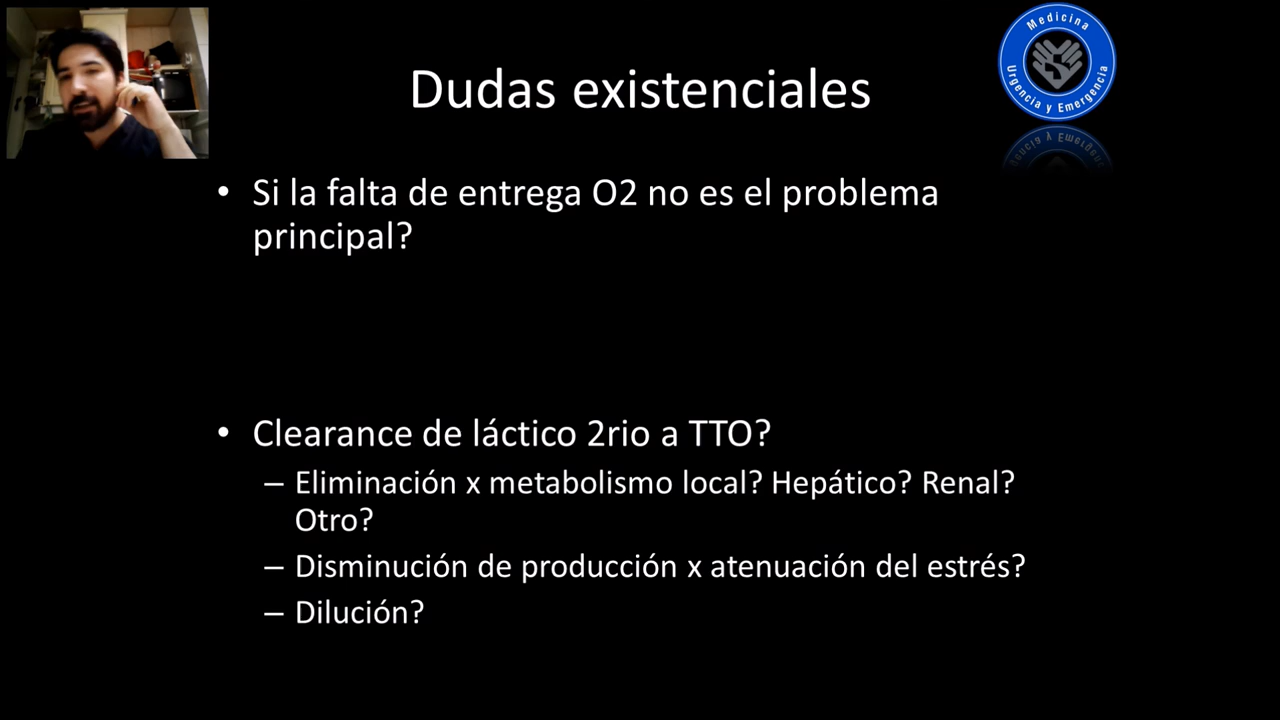 Dudas existenciales
Medicina
Urgencia y Emergencia
• Si la falta de entrega O2 no es el problema
principal?
• Clearance de láctico 2rio a TTO?
– Eliminación x metabolismo local? Hepático? Renal?
Otro?
– Disminución de producción x atenuación del estrés?
– Dilución?